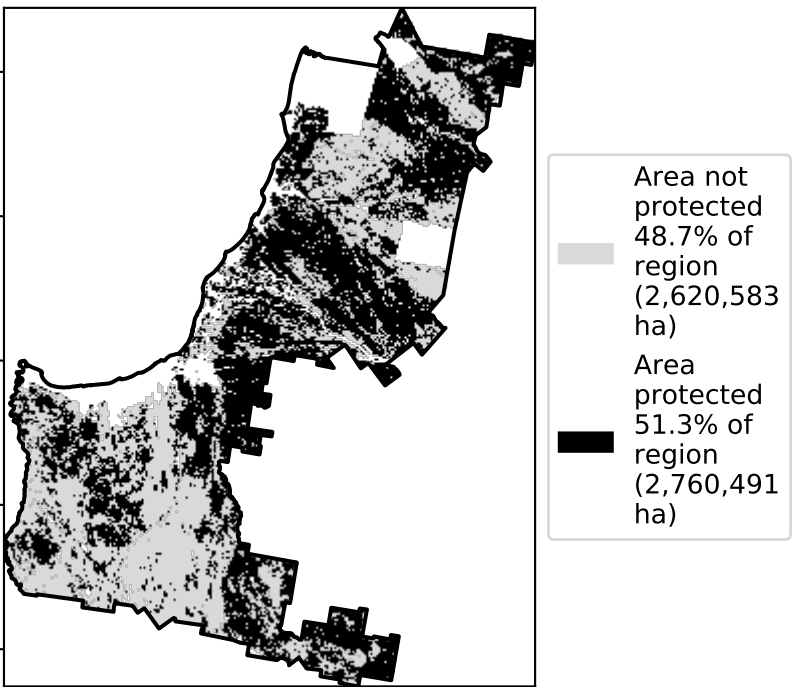 Area not
protected
48.7% of
region
(2,620,583
ha)
Area
protected
51.3% of
region
(2,760,491
ha)